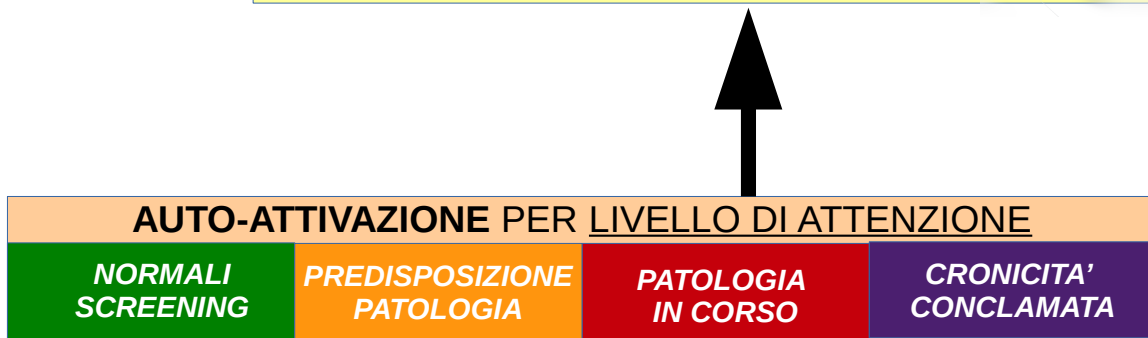 AUTO-ATTIVAZIONE PER LIVELLO DI ATTENZIONE
NORMALI
SCREENING
PREDISPOSIZIONE
PATOLOGIA
PATOLOGIA
IN CORSO
CRONICITA’
CONCLAMATA